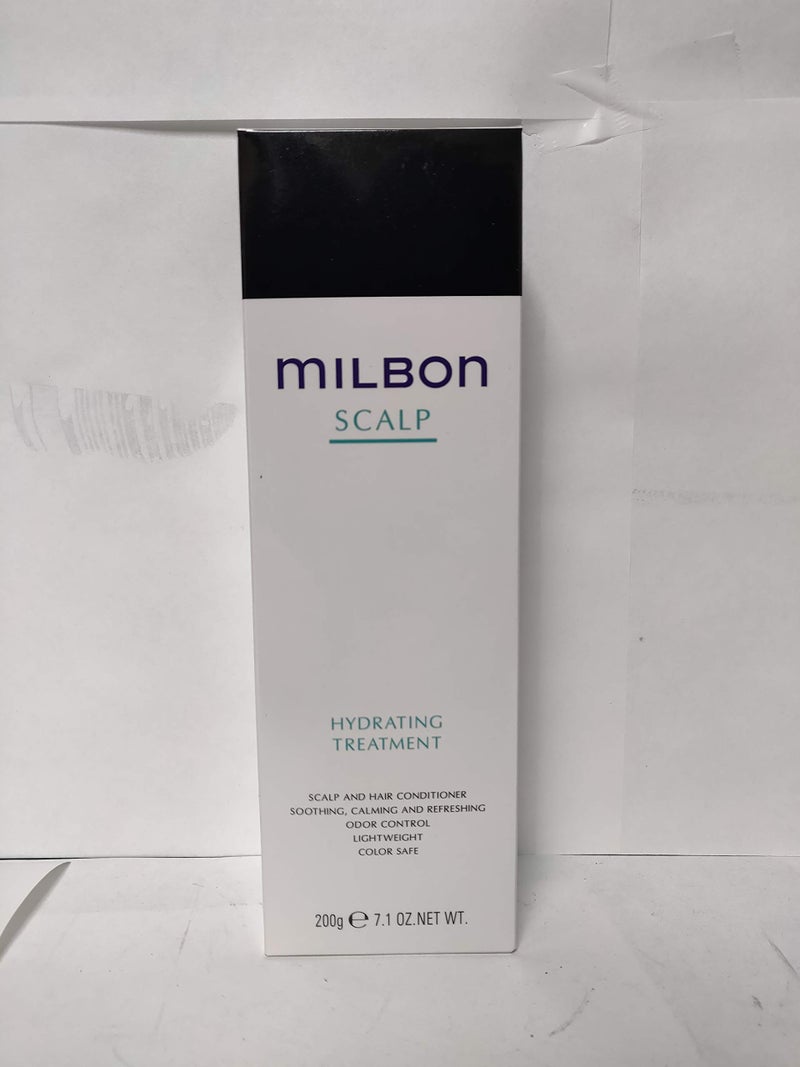 mILBOn
SCALP
HYDRATING
TREATMENT
SCALP AND HAIR CONDITIONER
SOOTHING, CALMING AND REFRESHING
ODOR CONTROL
LIGHTWEIGHT
COLOR SAFE
200g ℮ 7.1 OZ.NET WT.